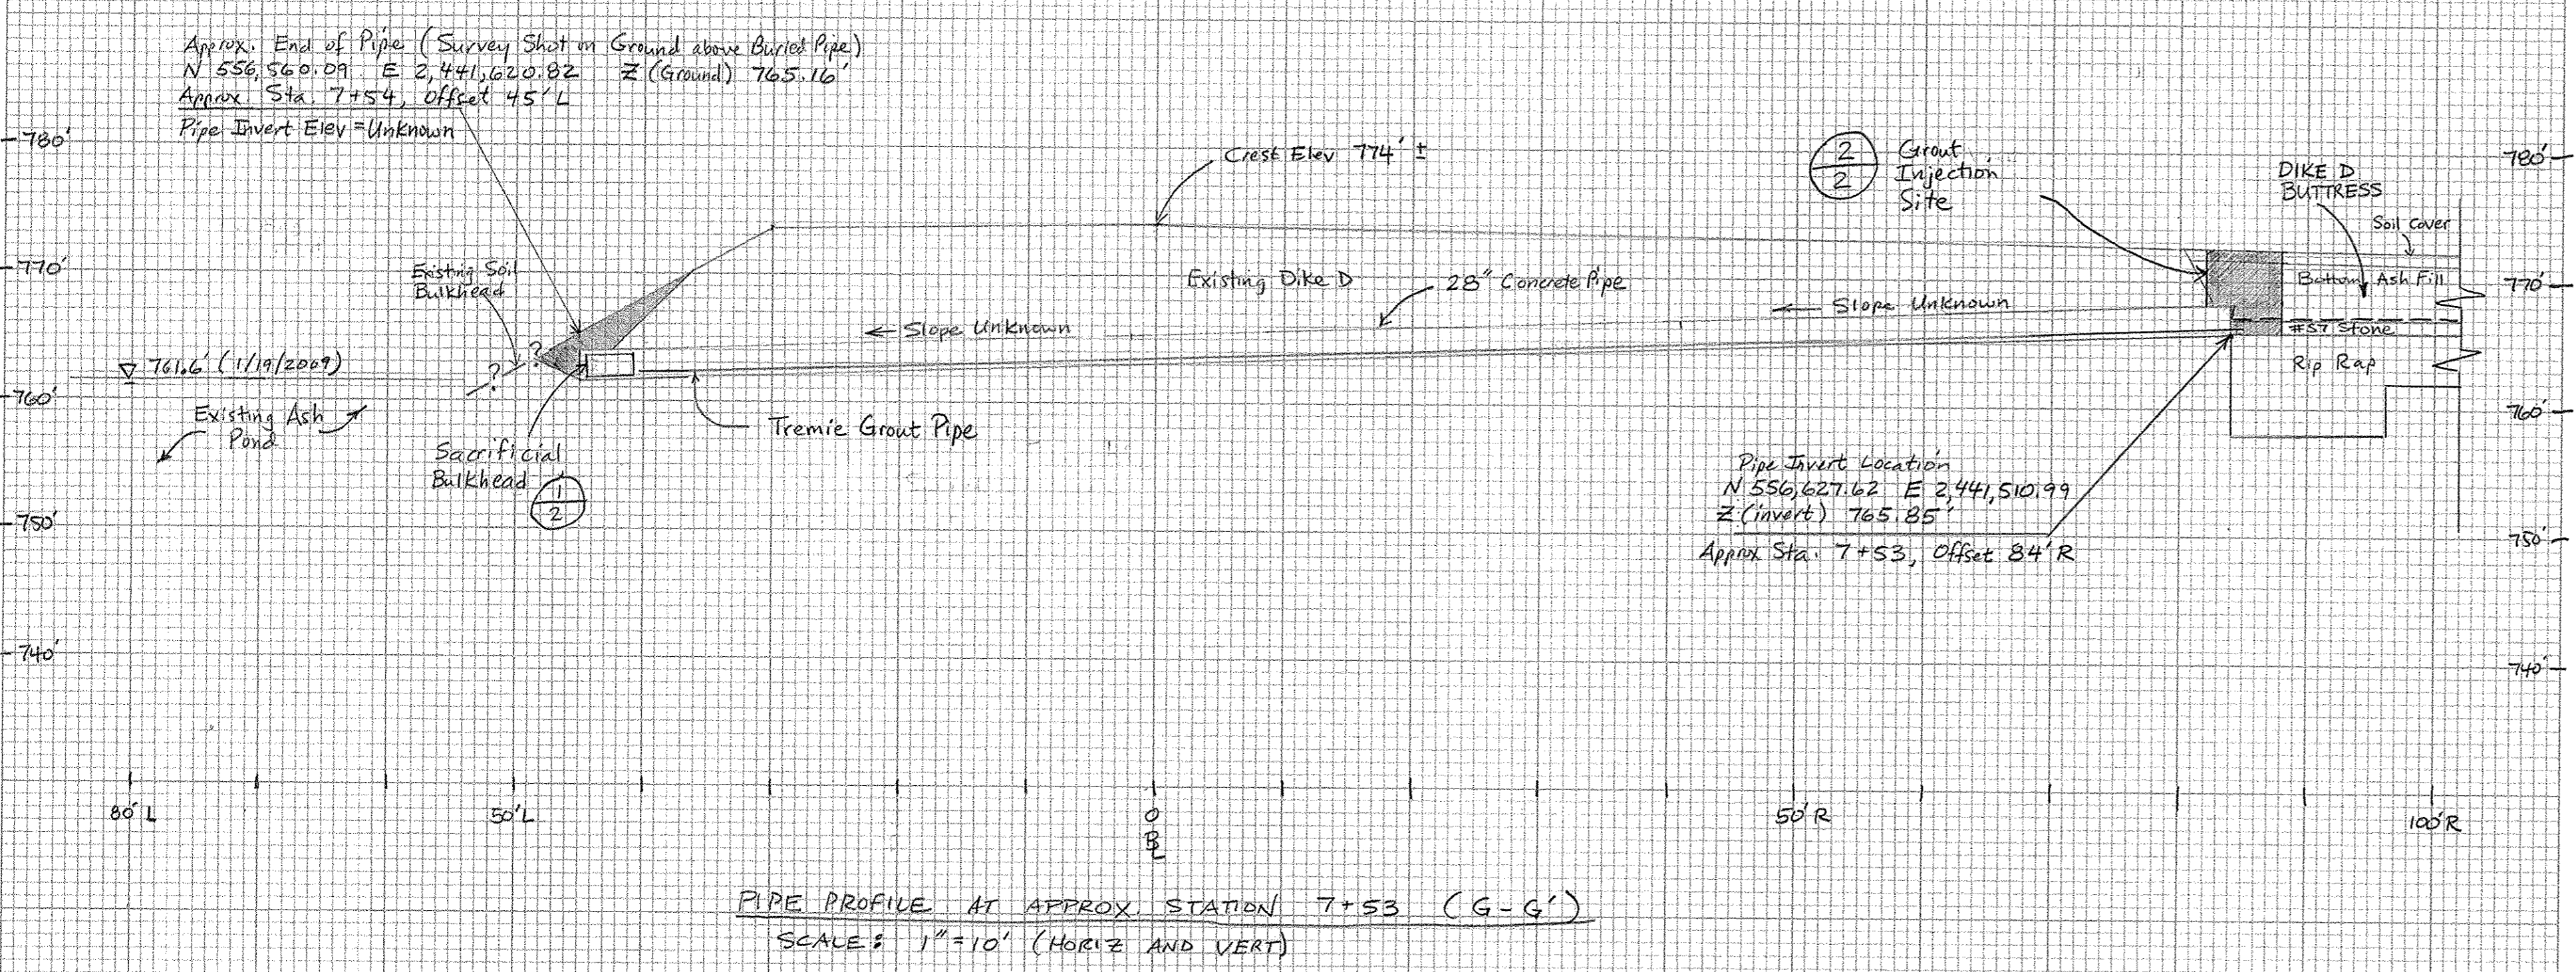 Approx. End of Pipe (Survey Shot on Ground above Buried Pipe)
N 556,560.09 E 2,441,620.82 Z (Ground) 765.16'
Approx. Sta. 7+54, Offset 45' L
Pipe Invert Elev = Unknown
780'
770'
760'
750'
740'
Existing Soil
Bulkhead
761.6' (1/19/2009)
?
?
Existing Ash
Pond
Sacrificial
Bulkhead
1
2
Tremie Grout Pipe
Slope Unknown
Crest Elev 774' ±
Existing Dike D
28" Concrete Pipe
Slope Unknown
2
2
Grout
Injection
Site
DIKE D
BUTTRESS
Soil Cover
Bottom Ash Fill
#57 Stone
Rip Rap
780'
770'
760'
750'
740'
Pipe Invert Location
N 556,627.62 E 2,441,510.99
Z (invert) 765.85'
Approx Sta. 7+53, Offset 84' R
80' L
50' L
0
BL
50' R
100' R
PIPE PROFILE AT APPROX. STATION 7+53 (G-G')
SCALE: 1"=10' (HORIZ AND VERT)